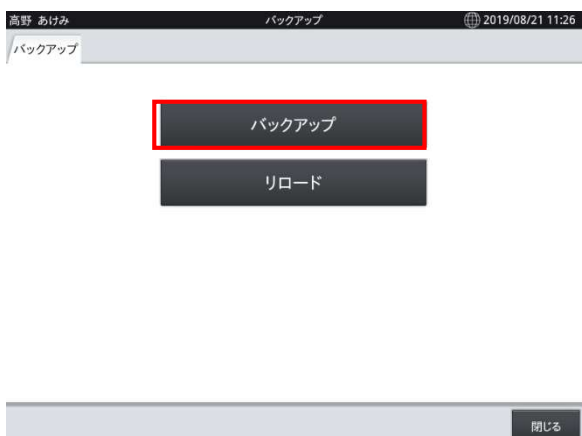 高野 あけみ バックアップ 2019/08/21 11:26
バックアップ
バックアップ
リロード
閉じる